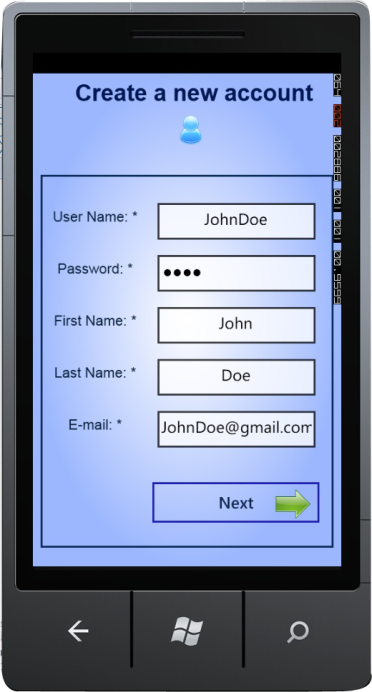 Create a new account
User Name: * JohnDoe
Password: * ••••
First Name: * John
Last Name: * Doe
E-mail: * JohnDoe@gmail.com
Next